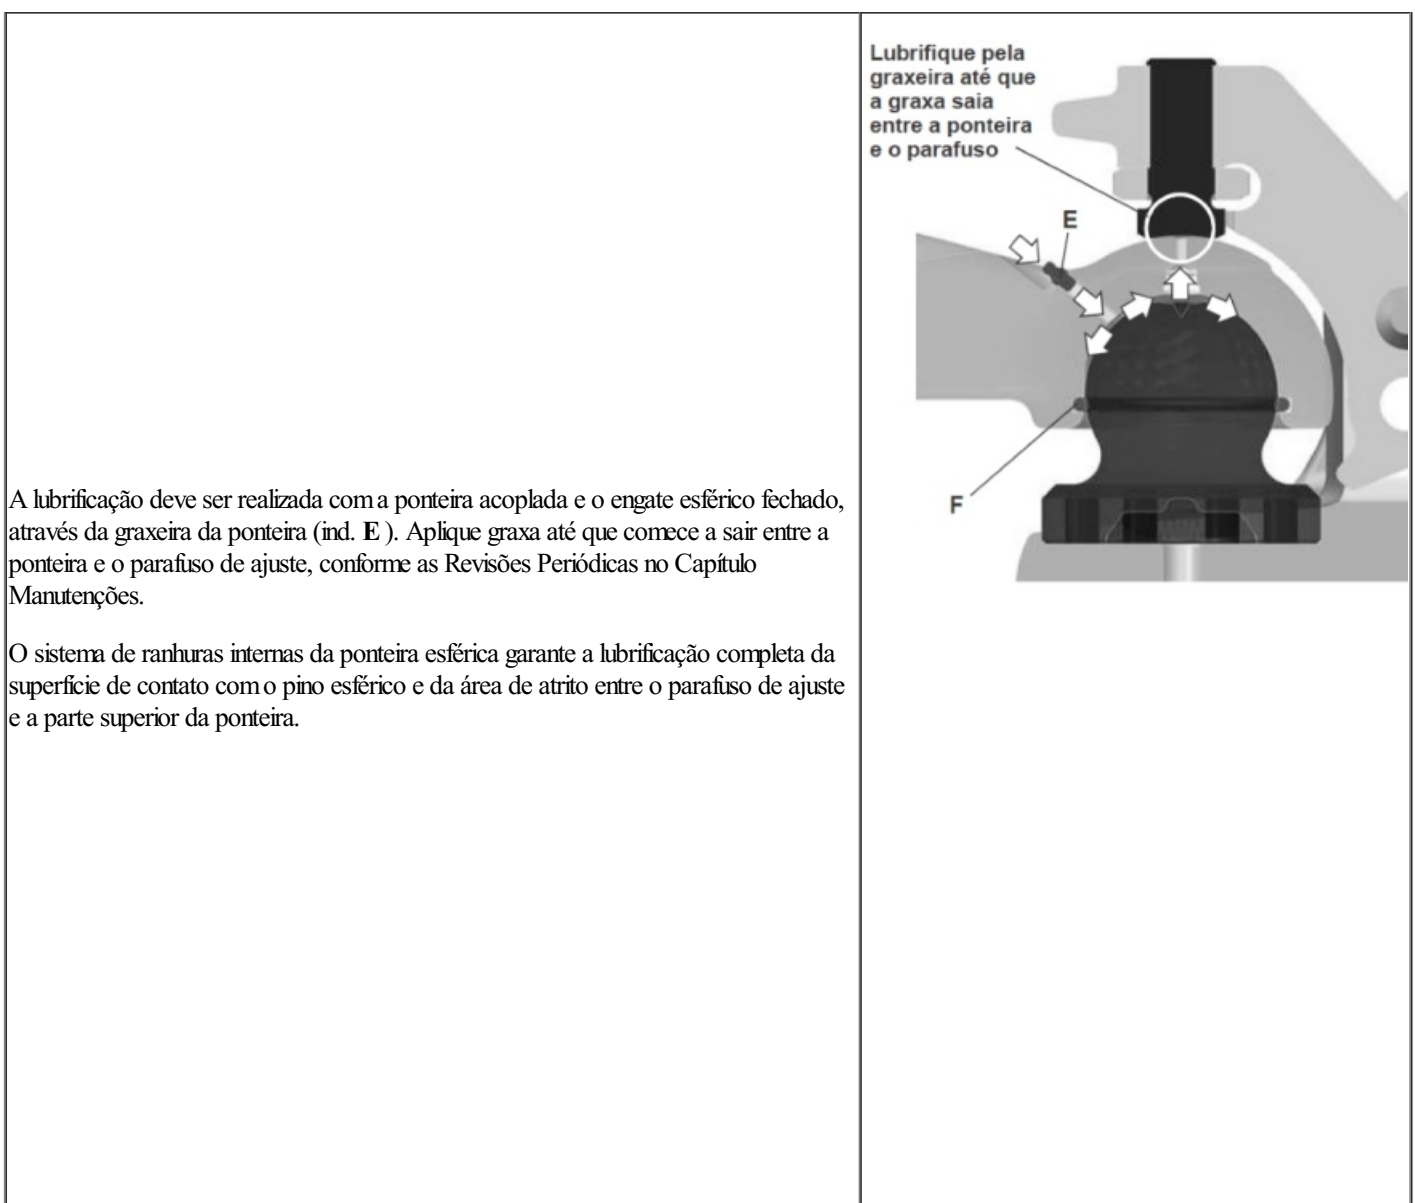 A lubrificação deve ser realizada com a ponteira acoplada e o engate esférico fechado,
através da graxeira da ponteira (ind. E ). Aplique graxa até que comece a sair entre a
ponteira e o parafuso de ajuste, conforme as Revisões Periódicas no Capítulo
Manutenções.
O sistema de ranhuras internas da ponteira esférica garante a lubrificação completa da
superfície de contato com o pino esférico e da área de atrito entre o parafuso de ajuste
e a parte superior da ponteira.
Lubrifique pela
graxeira até que
a graxa saia
entre a ponteira
e o parafuso
E
F